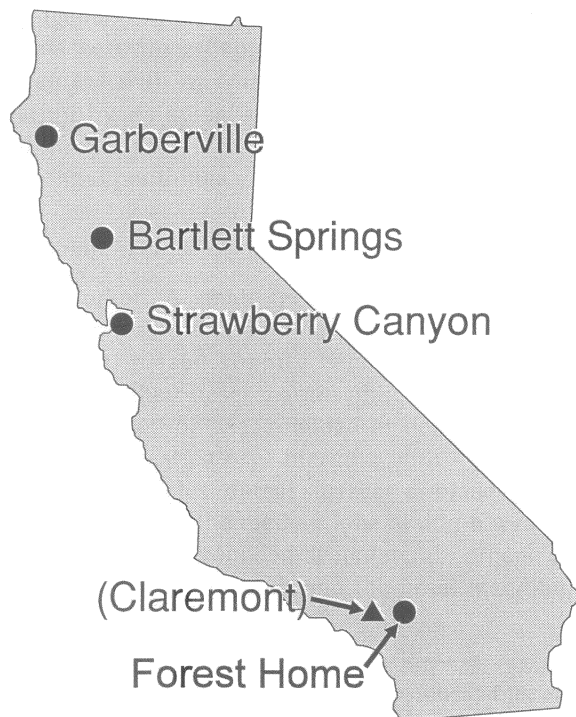 Garberville
Bartlett Springs
Strawberry Canyon
(Claremont)
Forest Home